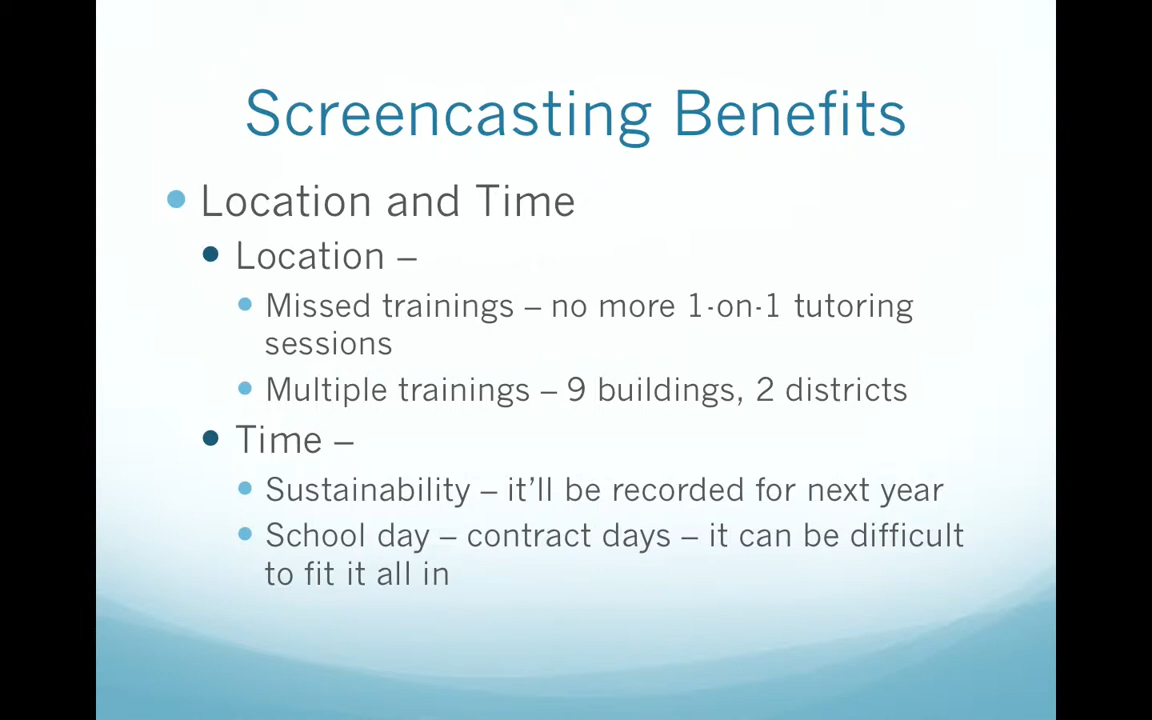 Screencasting Benefits
Location and Time
Location –
Missed trainings – no more 1-on-1 tutoring
sessions
Multiple trainings – 9 buildings, 2 districts
Time –
Sustainability – it’ll be recorded for next year
School day – contract days – it can be difficult
to fit it all in